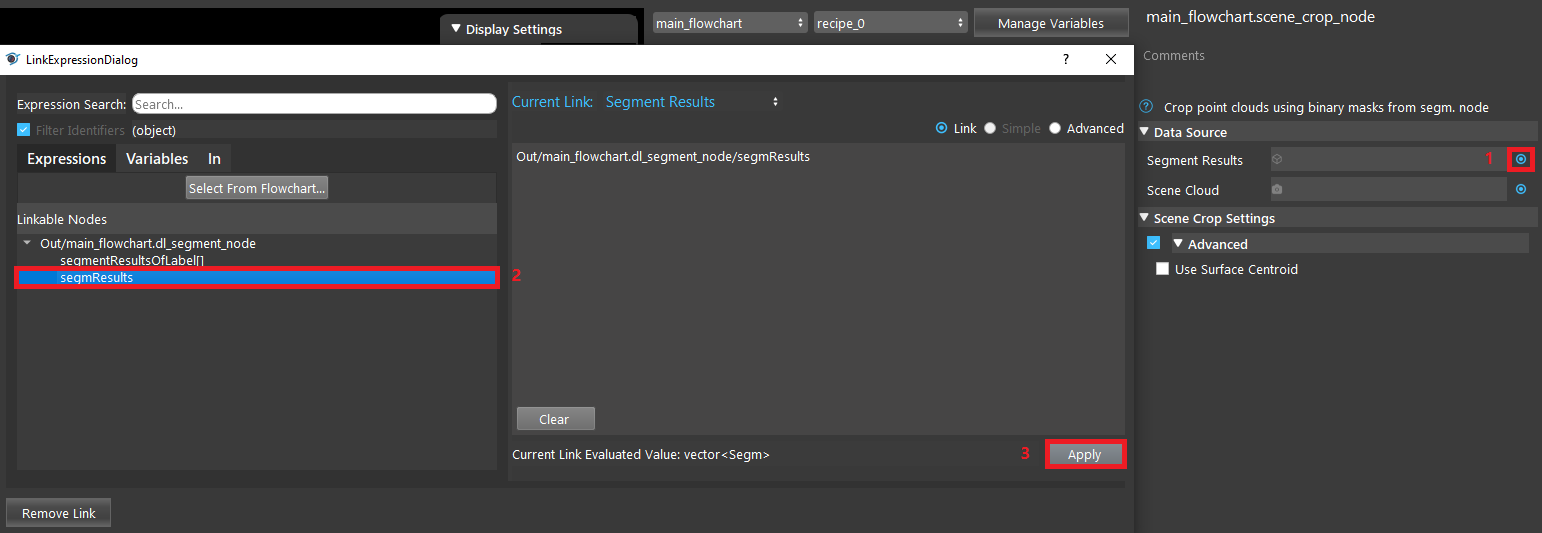 Display Settings
main_flowchart
recipe_0
Manage Variables
main_flowchart.scene_crop_node
LinkExpressionDialog
?
Comments
Expression Search:
Search...
Filter Identifiers
(object)
Expressions
Variables
In
Select From Flowchart...
Linkable Nodes
Out/main_flowchart.dl_segment_node
segmentResultsOfLabel[]
segmResults
2
Current Link:
Segment Results
Link
Simple
Advanced
Out/main_flowchart.dl_segment_node/segmResults
Clear
Current Link Evaluated Value: vector<Segm>
3
Apply
Remove Link
? Crop point clouds using binary masks from segm. node
Data Source
Segment Results
1
Scene Cloud
Scene Crop Settings
Advanced
Use Surface Centroid